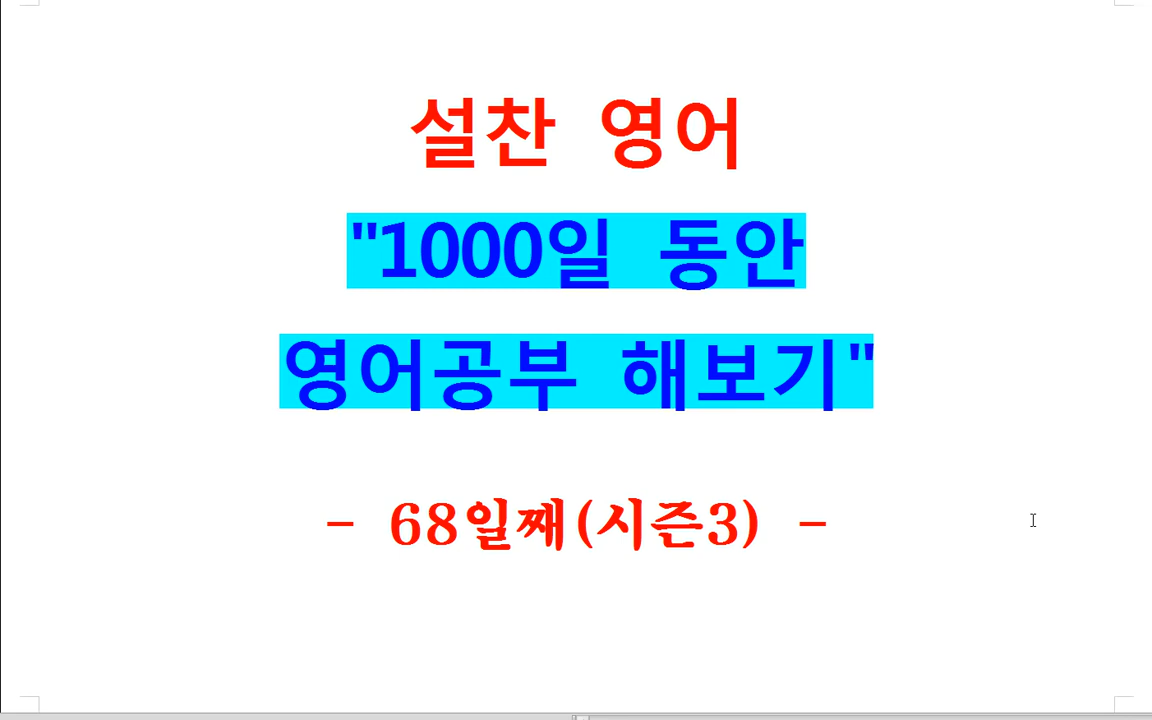 설찬 영어
"1000일 동안
영어공부 해보기"
- 68일째(시즌3) -